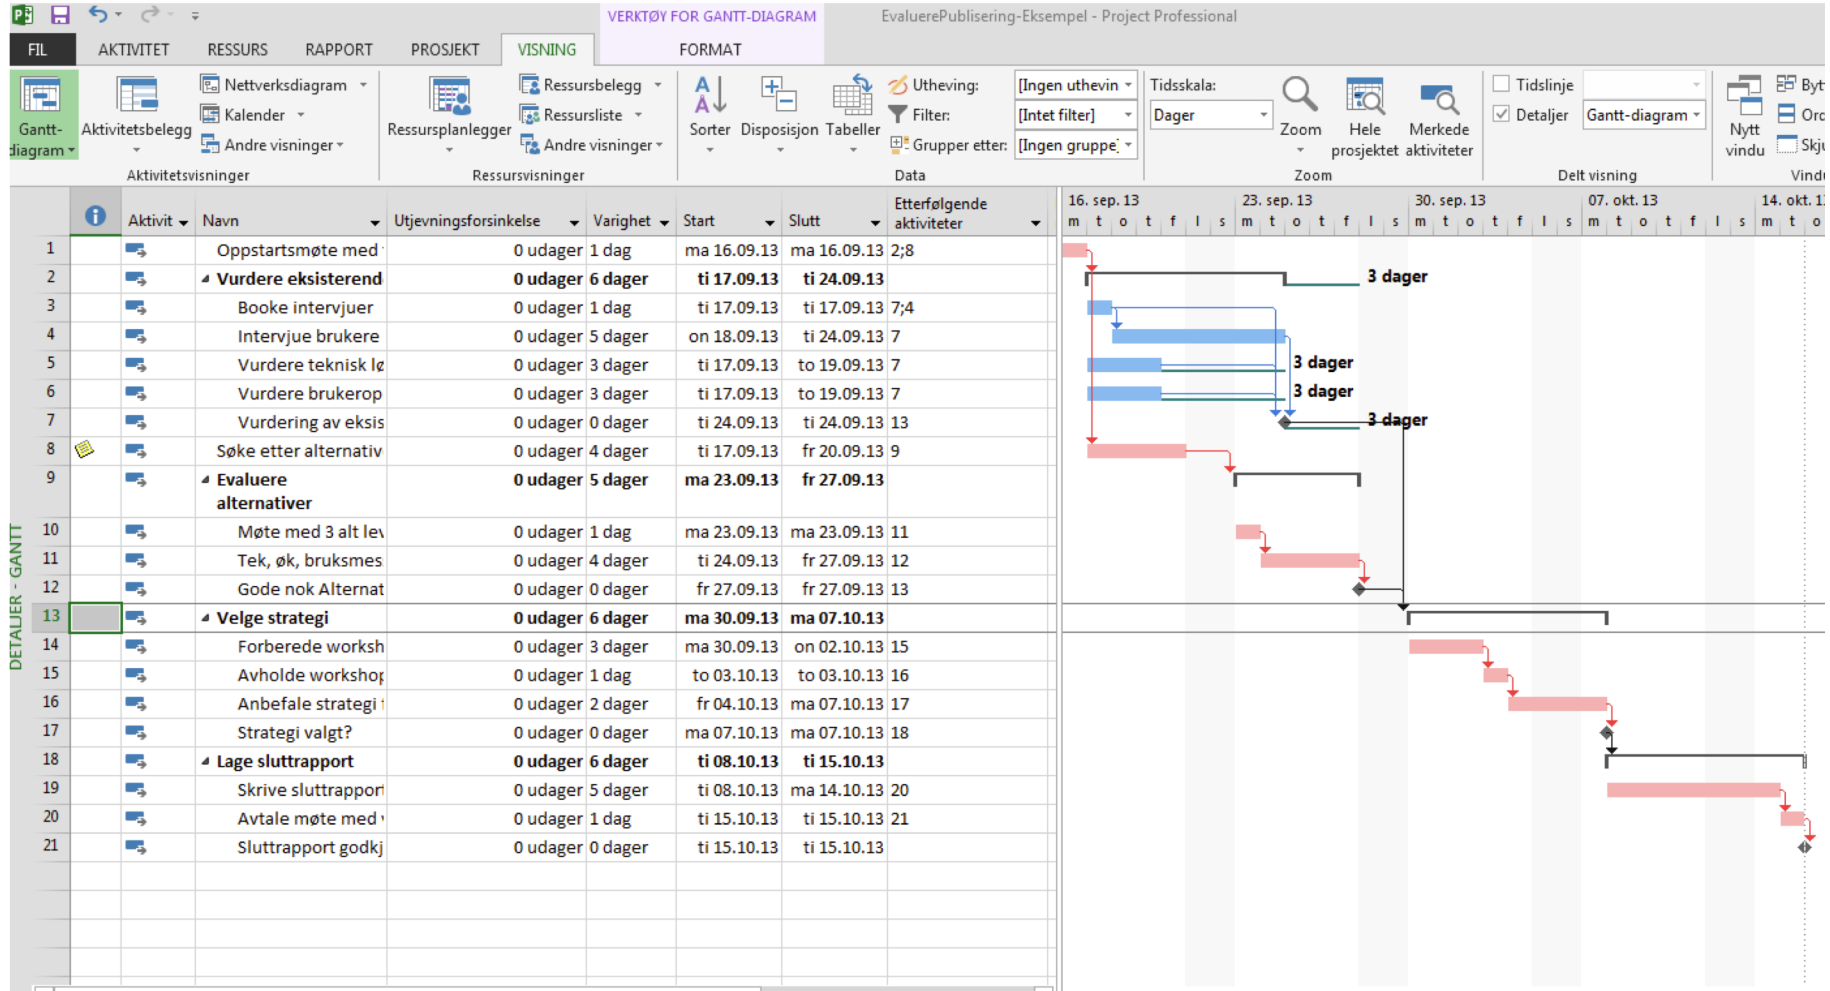 VERKTØY FOR GANTT-DIAGRAM EvaluerePublisering-Eksempel - Project Professional
FIL AKTIVITET RESSURS RAPPORT PROSJEKT VISNING FORMAT
Nettverksdiagram Ressursbelegg Utheving: [Ingen uthevin Tidsskala: Tidslinje Byt
Kalender Ressursliste Filter: [Intet filter] Dager Detaljer Gantt-diagram Ord
Gantt-diagram Aktivitetsbelegg Andre visninger Ressursplanlegger Andre visninger Sorter Disposisjon Tabeller Grupper etter: [Ingen gruppe] Zoom Hele prosjektet Merkede aktiviteter Nytt vindu Skju
Aktivitetsvisninger Ressursvisninger Data Zoom Delt visning Vindu
Aktivit Navn Utjevningsforsinkelse Varighet Start Slutt Etterfølgende aktiviteter
16. sep. 13 23. sep. 13 30. sep. 13 07. okt. 13 14. okt. 1
m t o t f l s m t o t f l s m t o t f l s m t o t f l s m t o
1 Oppstartsmøte med 0 udager 1 dag ma 16.09.13 ma 16.09.13 2;8
2 Vurdere eksisterend 0 udager 6 dager ti 17.09.13 ti 24.09.13 3 dager
3 Booke intervjuer 0 udager 1 dag ti 17.09.13 ti 17.09.13 7;4
4 Intervjue brukere 0 udager 5 dager on 18.09.13 ti 24.09.13 7
5 Vurdere teknisk lø 0 udager 3 dager ti 17.09.13 to 19.09.13 7 3 dager
6 Vurdere brukerop 0 udager 3 dager ti 17.09.13 to 19.09.13 7 3 dager
7 Vurdering av eksis 0 udager 0 dager ti 24.09.13 ti 24.09.13 13 3 dager
8 Søke etter alternativ 0 udager 4 dager ti 17.09.13 fr 20.09.13 9
9 Evaluere alternativer 0 udager 5 dager ma 23.09.13 fr 27.09.13
10 Møte med 3 alt lev 0 udager 1 dag ma 23.09.13 ma 23.09.13 11
11 Tek, øk, bruksmes 0 udager 4 dager ti 24.09.13 fr 27.09.13 12
12 Gode nok Alternat 0 udager 0 dager fr 27.09.13 fr 27.09.13 13
13 Velge strategi 0 udager 6 dager ma 30.09.13 ma 07.10.13
14 Forberede worksh 0 udager 3 dager ma 30.09.13 on 02.10.13 15
15 Avholde workshop 0 udager 1 dag to 03.10.13 to 03.10.13 16
16 Anbefale strategi 0 udager 2 dager fr 04.10.13 ma 07.10.13 17
17 Strategi valgt? 0 udager 0 dager ma 07.10.13 ma 07.10.13 18
18 Lage sluttrapport 0 udager 6 dager ti 08.10.13 ti 15.10.13
19 Skrive sluttrapport 0 udager 5 dager ti 08.10.13 ma 14.10.13 20
20 Avtale møte med 0 udager 1 dag ti 15.10.13 ti 15.10.13 21
21 Sluttrapport godkj 0 udager 0 dager ti 15.10.13 ti 15.10.13
DETALJER - GANTT